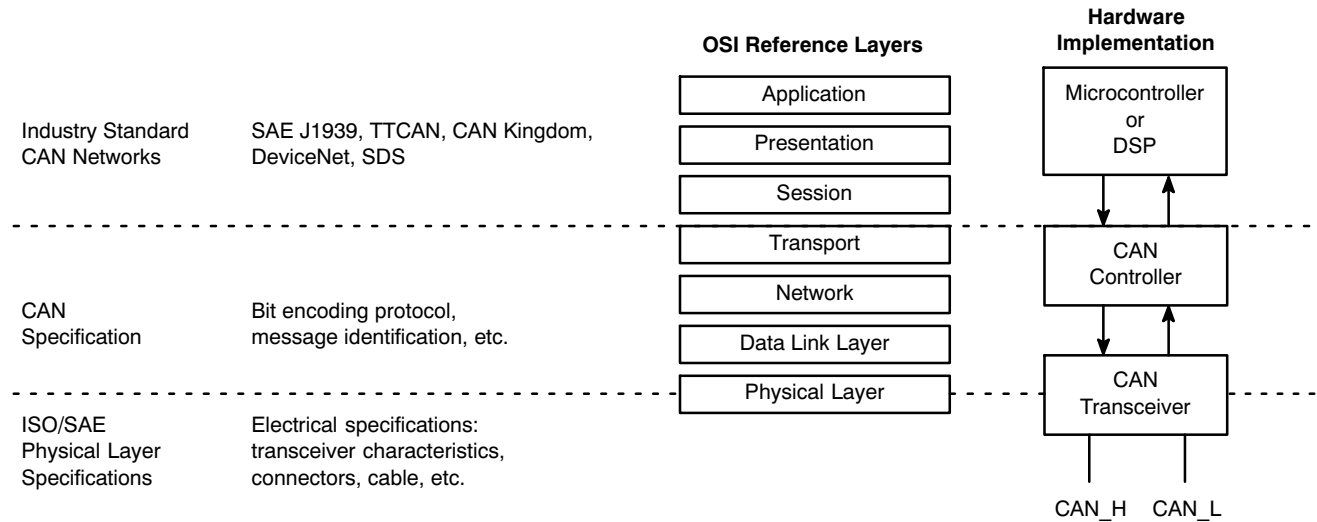 OSI Reference Layers
Hardware
Implementation
Industry Standard
CAN Networks
SAE J1939, TTCAN, CAN Kingdom,
DeviceNet, SDS
Application
Presentation
Session
Microcontroller
or
DSP
CAN
Specification
Bit encoding protocol,
message identification, etc.
Transport
Network
Data Link Layer
CAN
Controller
ISO/SAE
Physical Layer
Specifications
Electrical specifications:
transceiver characteristics,
connectors, cable, etc.
Physical Layer
CAN
Transceiver
CAN_H
CAN_L